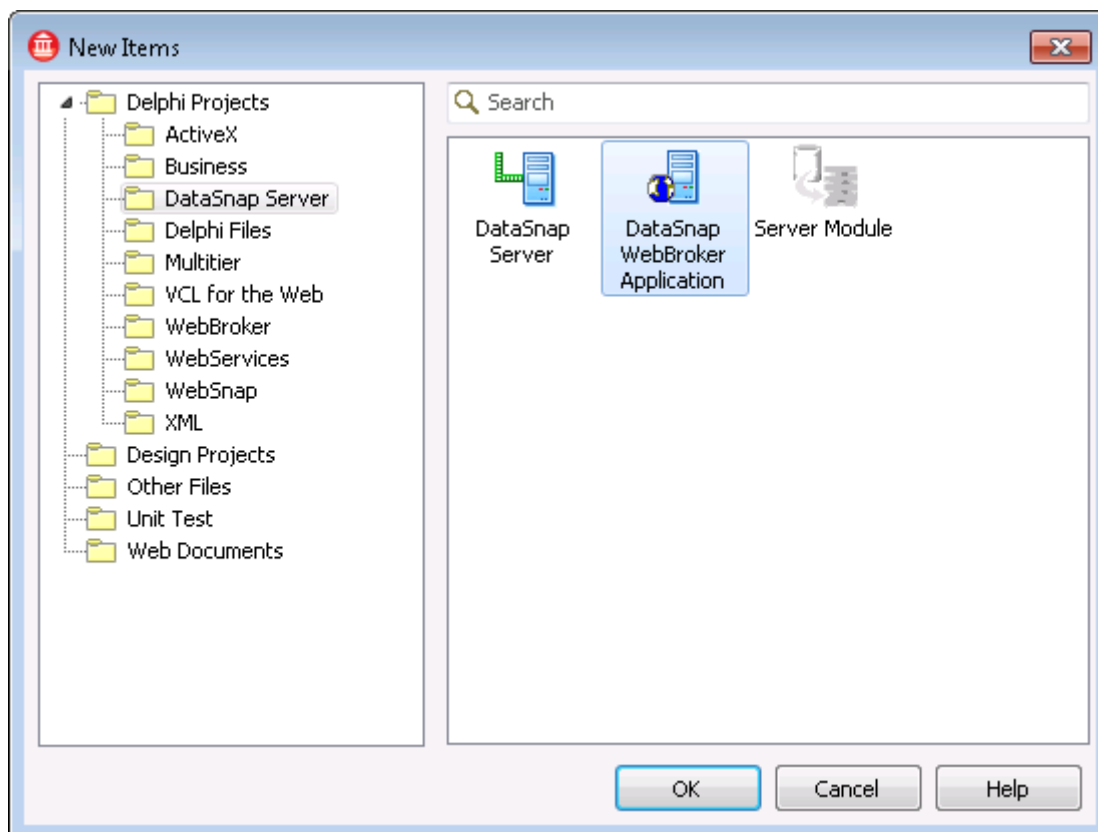 New Items
Delphi Projects
ActiveX
Business
DataSnap Server
Delphi Files
Multitier
VCL for the Web
WebBroker
WebServices
WebSnap
XML
Design Projects
Other Files
Unit Test
Web Documents
Search
DataSnap
Server
DataSnap
WebBroker
Application
Server Module
OK
Cancel
Help